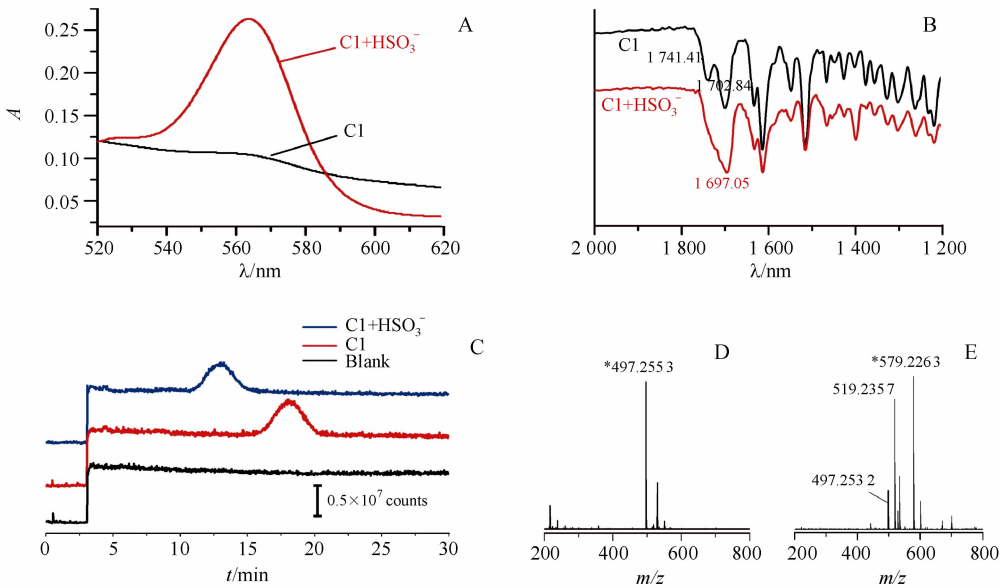 A
0.25
0.20
0.15
0.10
0.05
A
C1+HSO₃⁻
C1
520 540 560 580 600 620
λ/nm
B
C1
1 741.41
1 702.84
C1+HSO₃⁻
1 697.05
2 000 1 800 1 600 1 400 1 200
λ/nm
C
C1+HSO₃⁻
C1
Blank
0.5×10⁷ counts
0 5 10 15 20 25 30
t/min
D
*497.255 3
200 400 600 800
m/z
E
*579.226 3
519.235 7
497.253 2
200 400 600 800
m/z